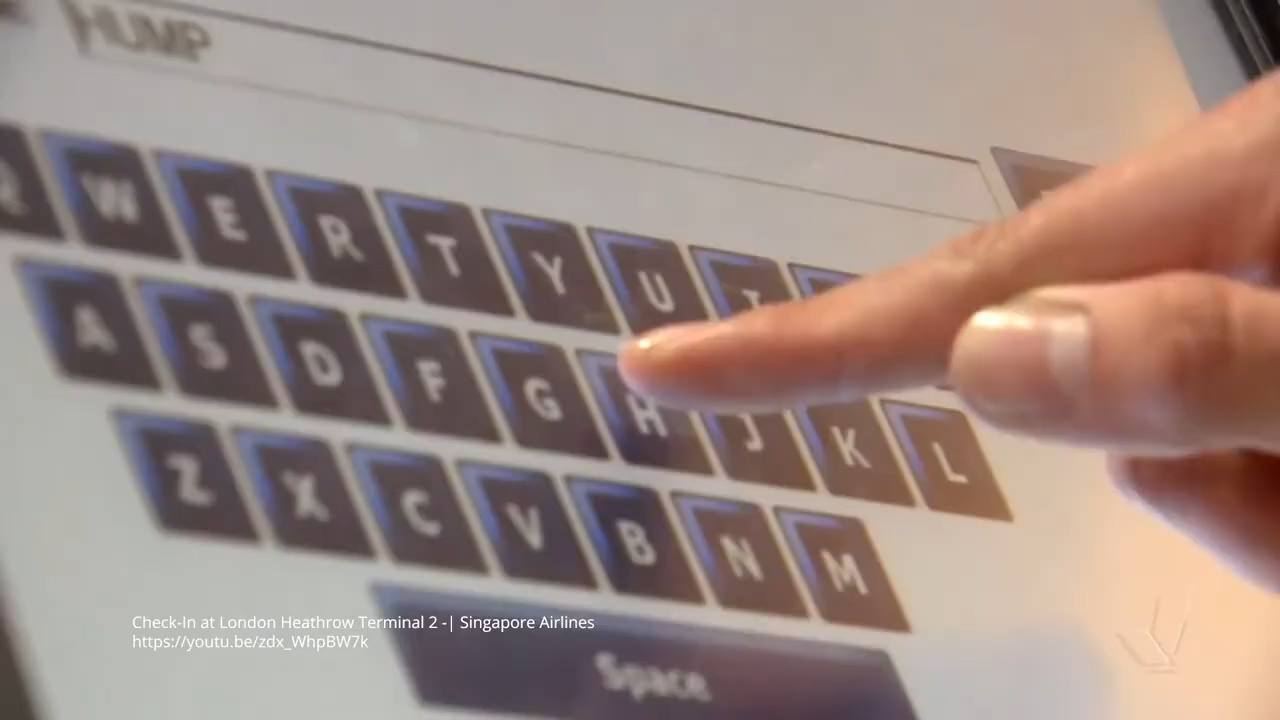 HUMP
W E R T Y U
A S D F G H J K L
Z X C V B N M
Space
Check-In at London Heathrow Terminal 2 -| Singapore Airlines
https://youtu.be/zdx_WhpBW7k